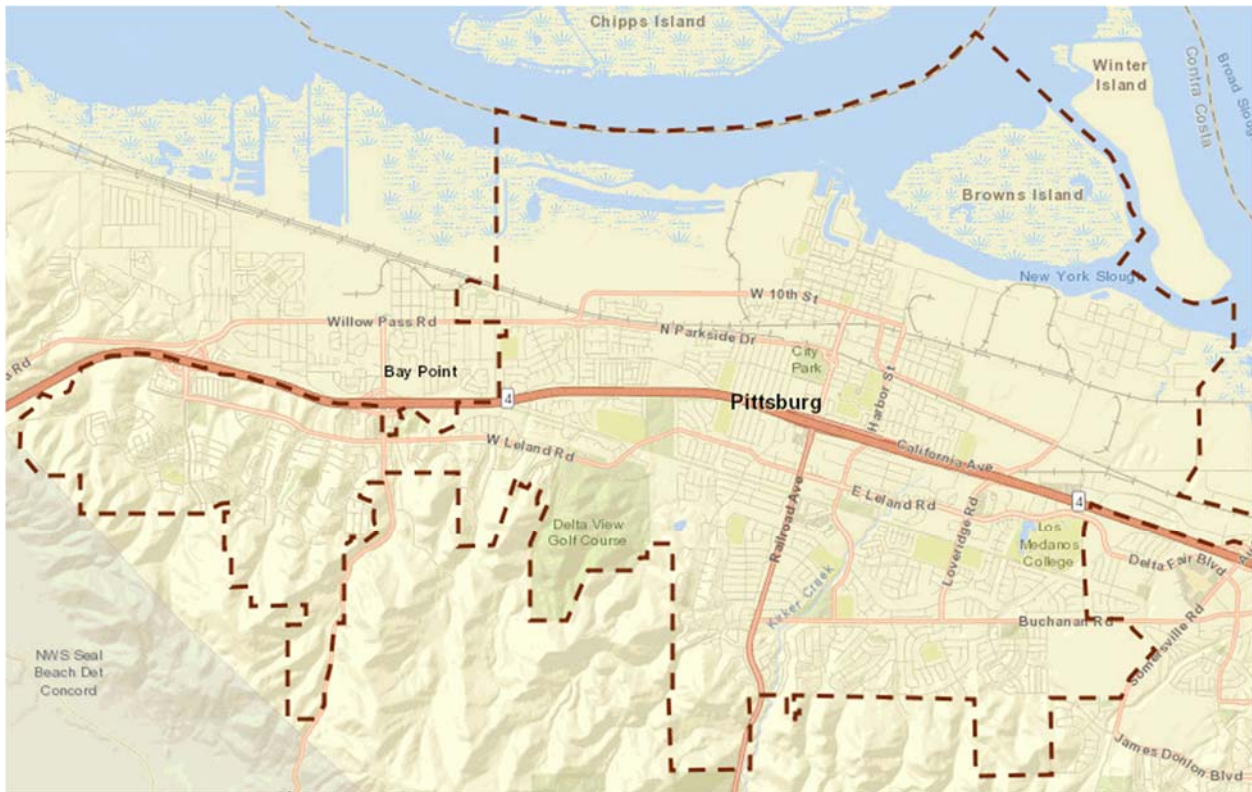 Chipps Island
Winter
Island
Contra Costa
Broad Sloug
Browns Island
New York Slough
W 10th St
Willow Pass Rd
N Parkside Dr
City
Park
Bay Point
4
Pittsburg
Harbor St
W Leland Rd
California Ave
E Leland Rd
4
Railroad Ave
Loveridge Rd
Delta View
Golf Course
Los
Medanos
College
Delta Fair Blvd
Kirker Creek
Buchanan Rd
Somersville Rd
NWS Seal
Beach Det
Concord
James Donlon Blvd